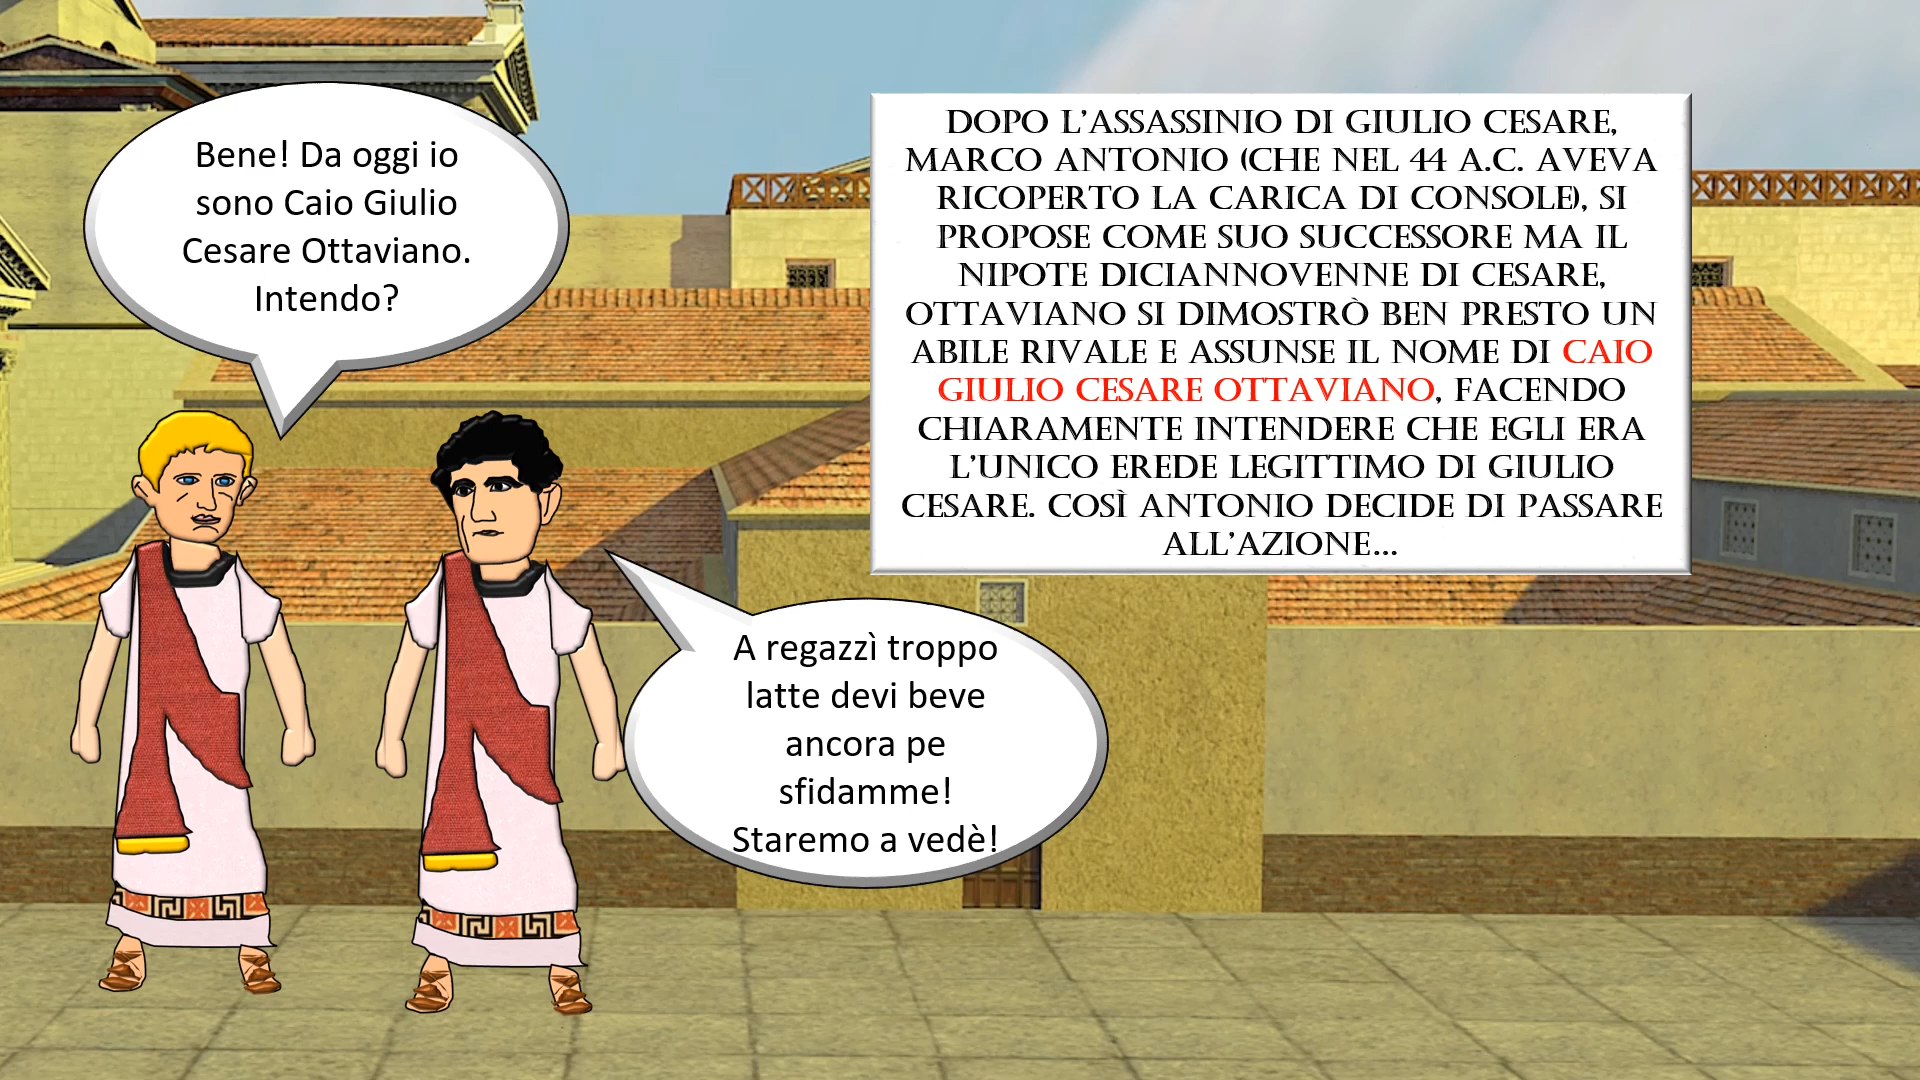 Bene! Da oggi io
sono Caio Giulio
Cesare Ottaviano.
Intendo?
DOPO L'ASSASSINIO DI GIULIO CESARE,
MARCO ANTONIO (CHE NEL 44 A.C. AVEVA
RICOPERTO LA CARICA DI CONSOLE), SI
PROPOSE COME SUO SUCCESSORE MA IL
NIPOTE DICIANNOVENNE DI CESARE,
OTTAVIANO SI DIMOSTRÒ BEN PRESTO UN
ABILE RIVALE E ASSUNSE IL NOME DI CAIO
GIULIO CESARE OTTAVIANO, FACENDO
CHIARAMENTE INTENDERE CHE EGLI ERA
L'UNICO EREDE LEGITTIMO DI GIULIO
CESARE. COSÌ ANTONIO DECIDE DI PASSARE
ALL'AZIONE...
A regazzì troppo
latte devi beve
ancora pe
sfidamme!
Staremo a vedè!